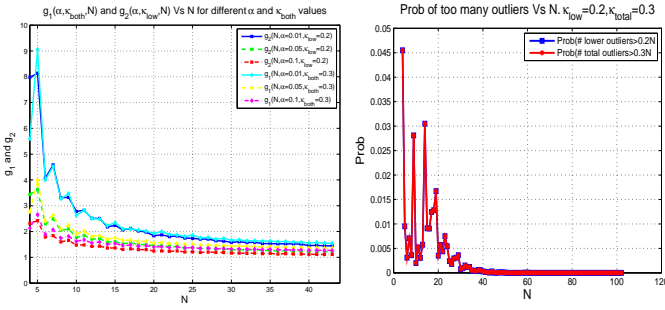 g₁(α,κ_both,N) and g₂(α,κ_low,N) Vs N for different α and κ_both values
g₂(N,α=0.01,κ_low=0.2)
g₂(N,α=0.05,κ_low=0.2)
g₂(N,α=0.1,κ_low=0.2)
g₁(N,α=0.01,κ_both=0.3)
g₁(N,α=0.05,κ_both=0.3)
g₁(N,α=0.1,κ_both=0.3)
g₁ and g₂
10
9
8
7
6
5
4
3
2
1
0
5 10 15 20 25 30 35 40
N
Prob of too many outliers Vs N. κ_low=0.2,κ_total=0.3
Prob(# lower outliers>0.2N)
Prob(# total outliers>0.3N)
Prob
0.05
0.045
0.04
0.035
0.03
0.025
0.02
0.015
0.01
0.005
0
0 20 40 60 80 100 120
N